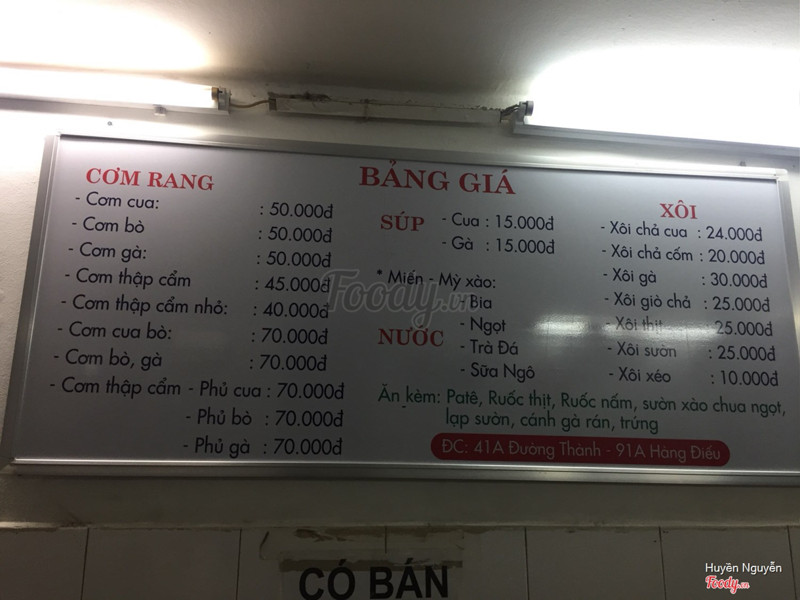 BẢNG GIÁ
CƠM RANG
- Cơm cua: : 50.000đ
- Cơm bò : 50.000đ
- Cơm gà: : 50.000đ
- Cơm thập cẩm : 45.000đ
- Cơm thập cẩm nhỏ: : 40.000đ
- Cơm cua bò: : 70.000đ
- Cơm bò, gà : 70.000đ
- Cơm thập cẩm - Phủ cua : 70.000đ
- Phủ bò : 70.000đ
- Phủ gà : 70.000đ
SÚP
- Cua : 15.000đ
- Gà : 15.000đ
* Miến - Mỳ xào:
NƯỚC
- Bia
- Ngọt
- Trà Đá
- Sữa Ngô
XÔI
- Xôi chả cua : 24.000đ
- Xôi chả cốm : 20.000đ
- Xôi gà : 30.000đ
- Xôi giò chả : 25.000đ
- Xôi thịt : 25.000đ
- Xôi sườn : 25.000đ
- Xôi xéo : 10.000đ
Ăn kèm: Patê, Ruốc thịt, Ruốc nấm, sườn xào chua ngọt,
lạp sườn, cánh gà rán, trứng
ĐC: 41A Đường Thành - 91A Hàng Điếu
CÓ BÁN
Foody.vn
Huyền Nguyễn
Foody.vn